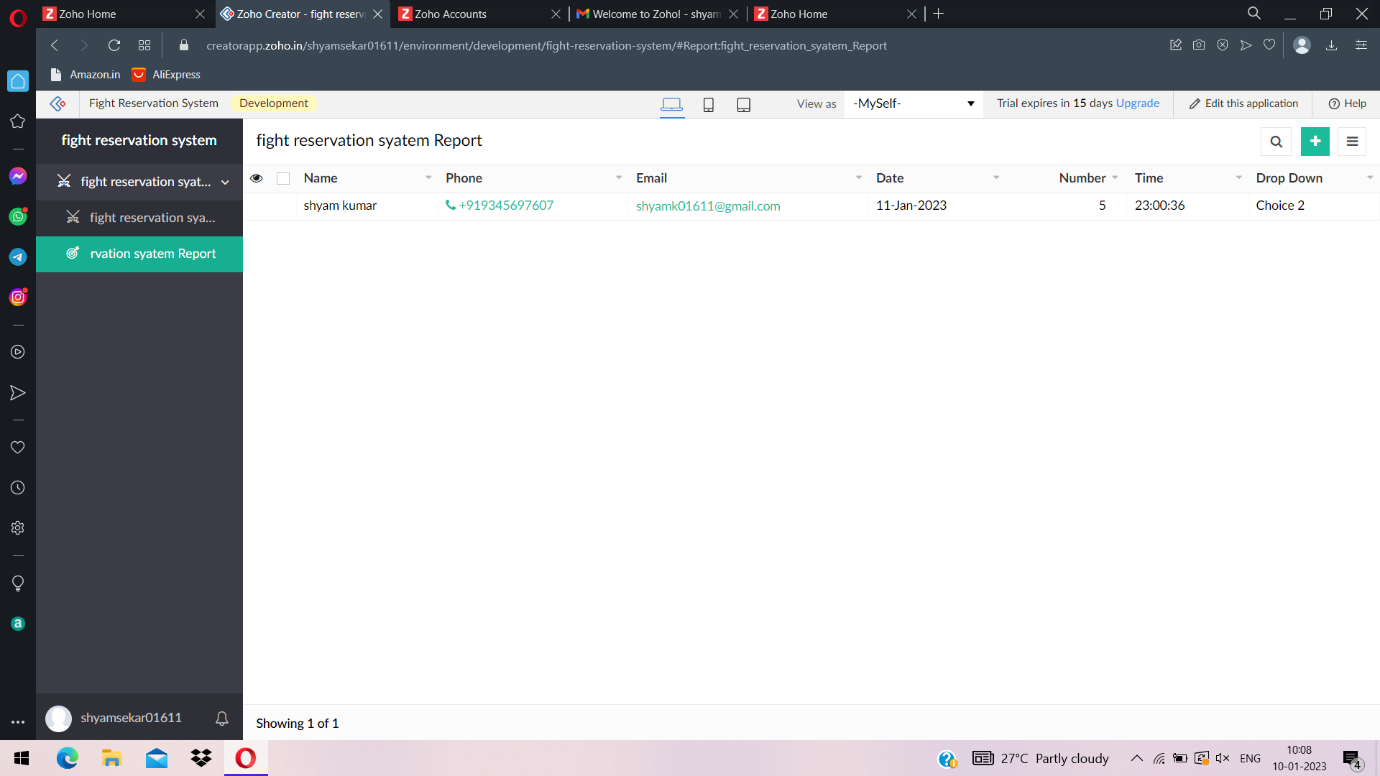 Zoho Home
Zoho Creator - fight reserva
Zoho Accounts
Welcome to Zoho! - shyam
Zoho Home
creatorapp.zoho.in/shyamsekar01611/environment/development/fight-reservation-system/#Report:fight_reservation_syatem_Report
Amazon.in
AliExpress
Fight Reservation System
Development
View as
-MySelf-
Trial expires in 15 days Upgrade
Edit this application
Help
fight reservation system
fight reservation syatem Report
fight reservation syat...
fight reservation sya...
rvation syatem Report
Name Phone Email Date Number Time Drop Down
shyam kumar +919345697607 shyamk01611@gmail.com 11-Jan-2023 5 23:00:36 Choice 2
shyamsekar01611
Showing 1 of 1
27°C Partly cloudy
ENG
10:08
10-01-2023
4